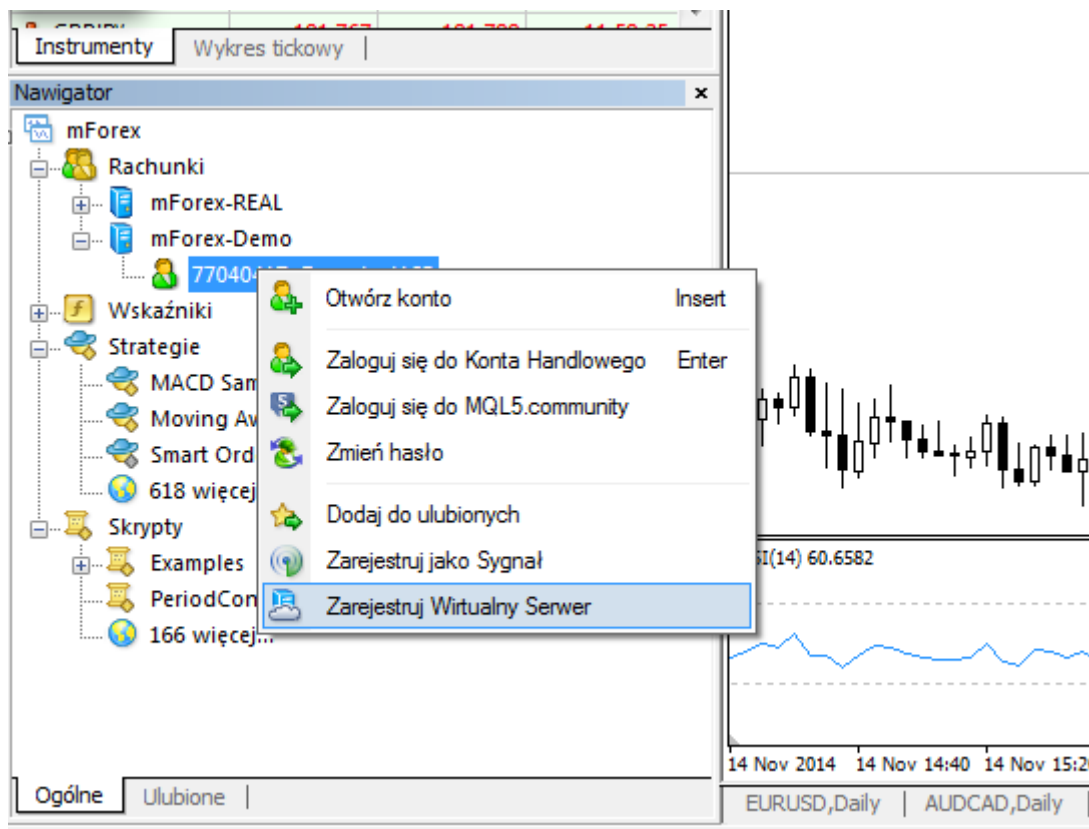 Instrumenty Wykres tickowy
Nawigator
mForex
Rachunki
mForex-REAL
mForex-Demo
77040
Wskaźniki
Strategie
MACD Sam
Moving Av
Smart Ord
618 więcej
Skrypty
Examples
PeriodCon
166 więcej...
Ogólne Ulubione
Otwórz konto Insert
Zaloguj się do Konta Handlowego Enter
Zaloguj się do MQL5.community
Zmień hasło
Dodaj do ulubionych
Zarejestruj jako Sygnał
Zarejestruj Wirtualny Serwer
SI(14) 60.6582
14 Nov 2014 14 Nov 14:40 14 Nov 15:2
EURUSD,Daily AUDCAD,Daily